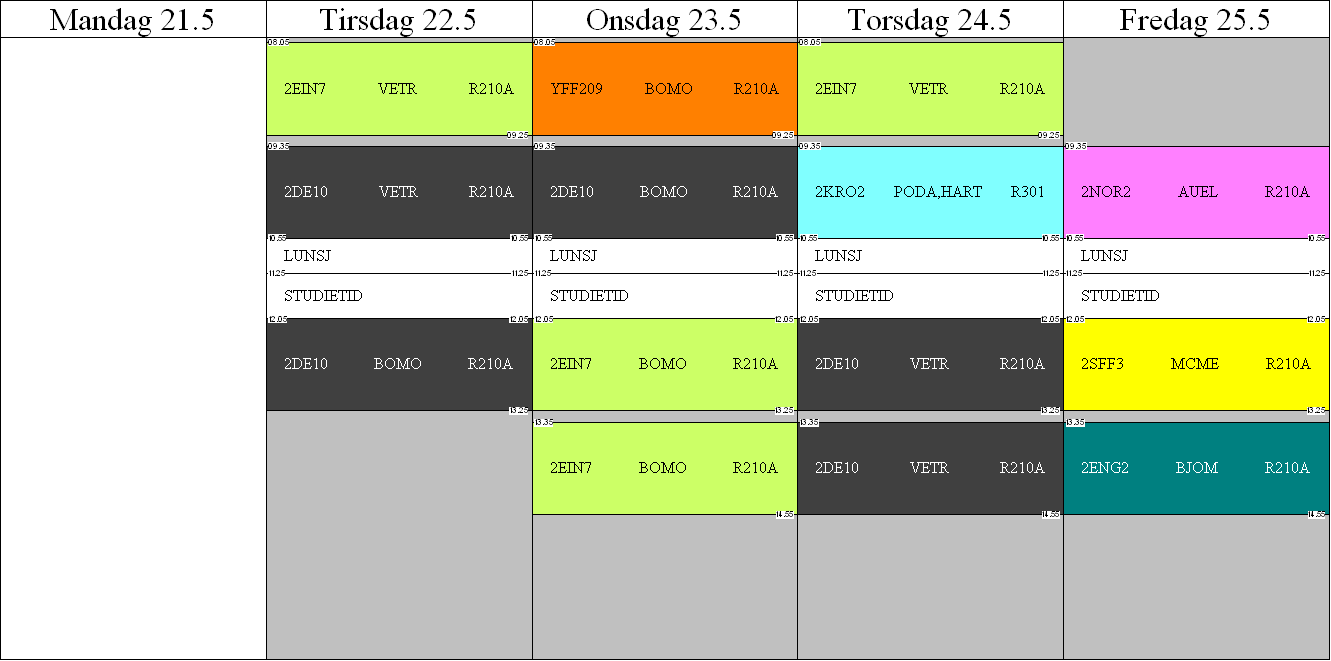 Mandag 21.5 Tirsdag 22.5 Onsdag 23.5 Torsdag 24.5 Fredag 25.5
08.05 08.05 08.05
2EIN7 VETR R210A YFF209 BOMO R210A 2EIN7 VETR R210A
09.25 09.25 09.25
09.35 09.35 09.35 09.35
2DE10 VETR R210A 2DE10 BOMO R210A 2KRO2 PODA,HART R301 2NOR2 AUEL R210A
10.55 10.55 10.55 10.55 10.55 10.55 10.55 10.55
LUNSJ LUNSJ LUNSJ LUNSJ
11.25 11.25 11.25 11.25 11.25 11.25 11.25 11.25
STUDIETID STUDIETID STUDIETID STUDIETID
12.05 12.05 12.05 12.05 12.05 12.05 12.05 12.05
2DE10 BOMO R210A 2EIN7 BOMO R210A 2DE10 VETR R210A 2SFF3 MCME R210A
13.25 13.25 13.25 13.25
13.35 13.35 13.35
2EIN7 BOMO R210A 2DE10 VETR R210A 2ENG2 BJOM R210A
14.55 14.55 14.55